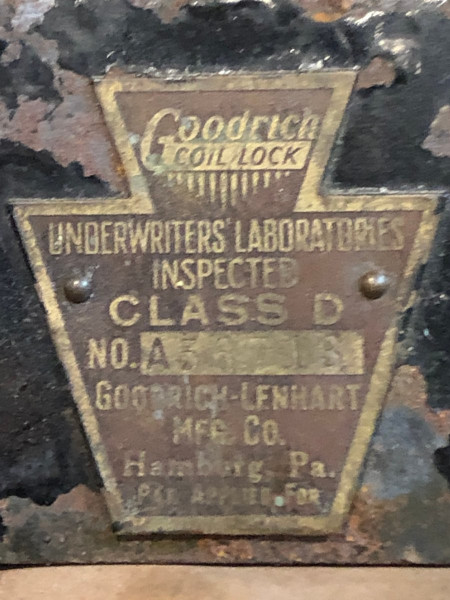 Goodrich
COIL LOCK
UNDERWRITERS' LABORATORIES
INSPECTED
CLASS D
NO.
GOODRICH-LENHART
MFG. CO.
Hamburg, Pa.
PAT. APPLIED FOR